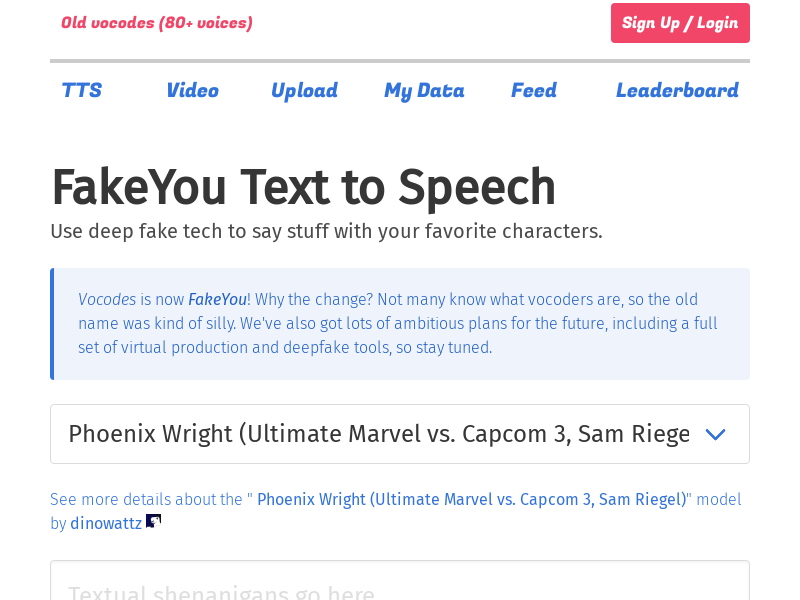 Old vocodes (80+ voices)
Sign Up / Login
TTS Video Upload My Data Feed Leaderboard
FakeYou Text to Speech
Use deep fake tech to say stuff with your favorite characters.
Vocodes is now FakeYou! Why the change? Not many know what vocoders are, so the old
name was kind of silly. We've also got lots of ambitious plans for the future, including a full
set of virtual production and deepfake tools, so stay tuned.
Phoenix Wright (Ultimate Marvel vs. Capcom 3, Sam Riege
See more details about the " Phoenix Wright (Ultimate Marvel vs. Capcom 3, Sam Riegel)" model
by dinowattz
Textual shenanigans go here